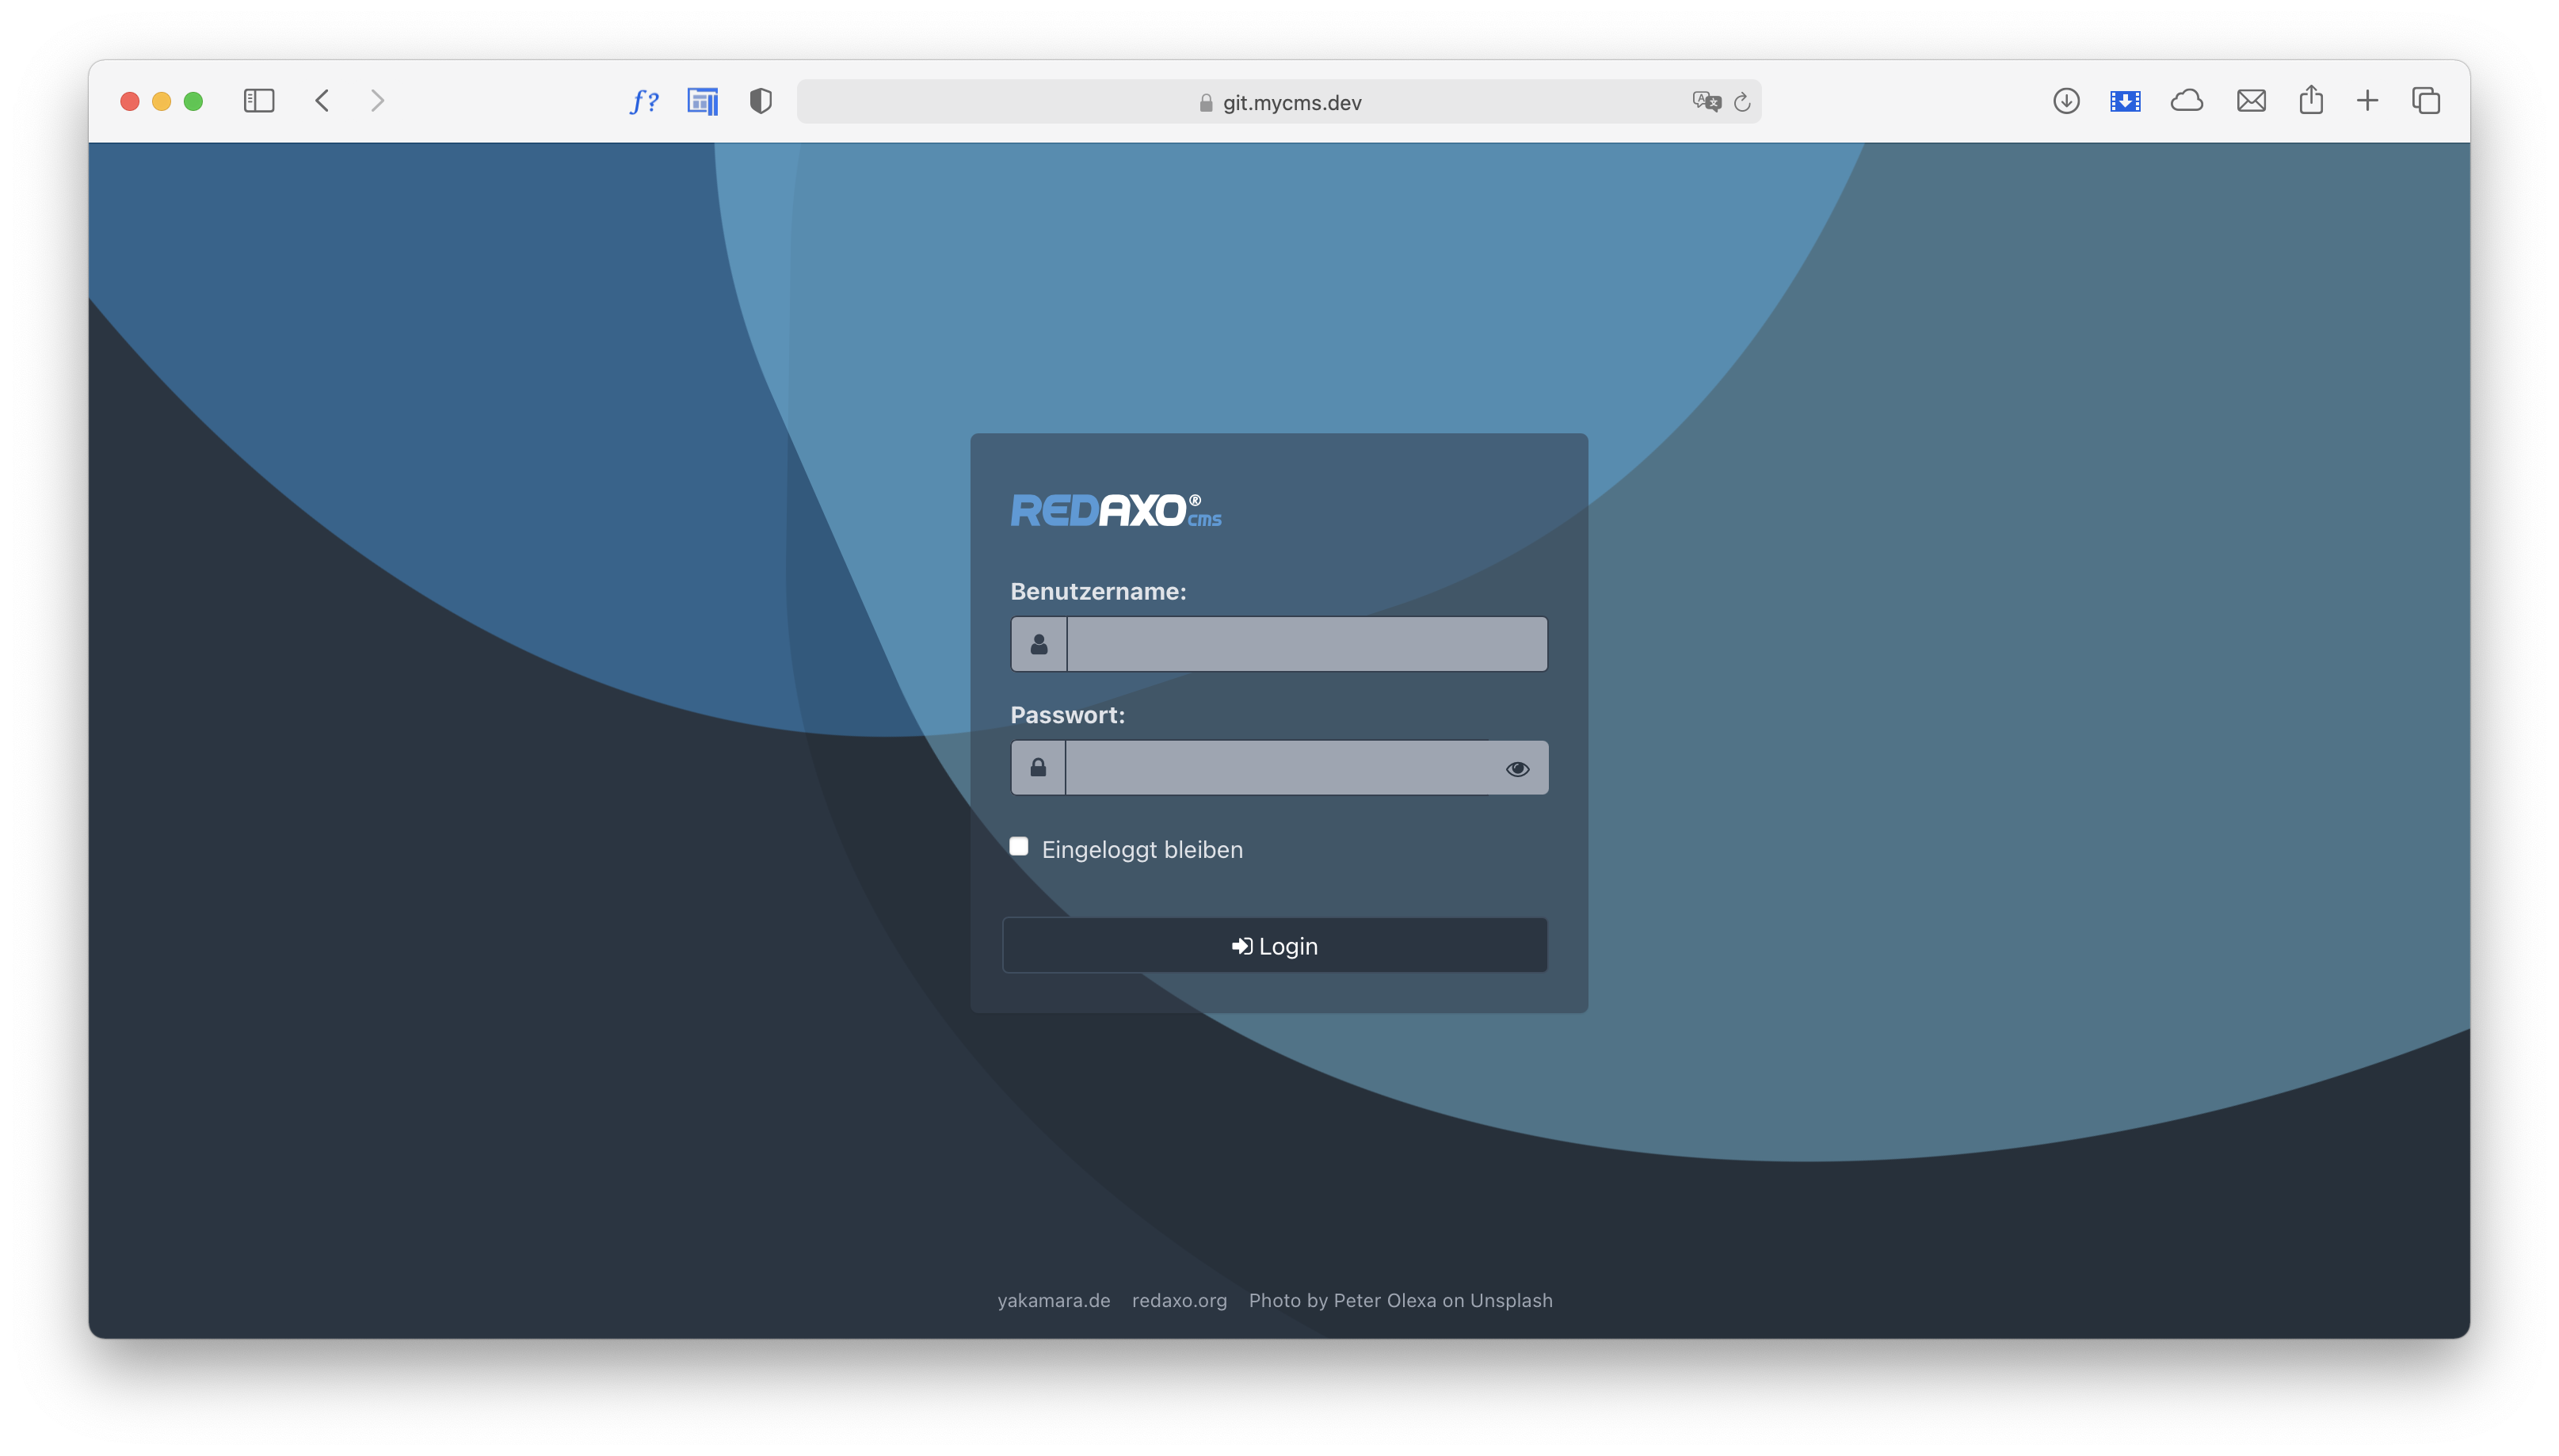 f?
git.mycms.dev
REDAXO® cms
Benutzername:
Passwort:
Eingeloggt bleiben
Login
yakamara.de redaxo.org Photo by Peter Olexa on Unsplash